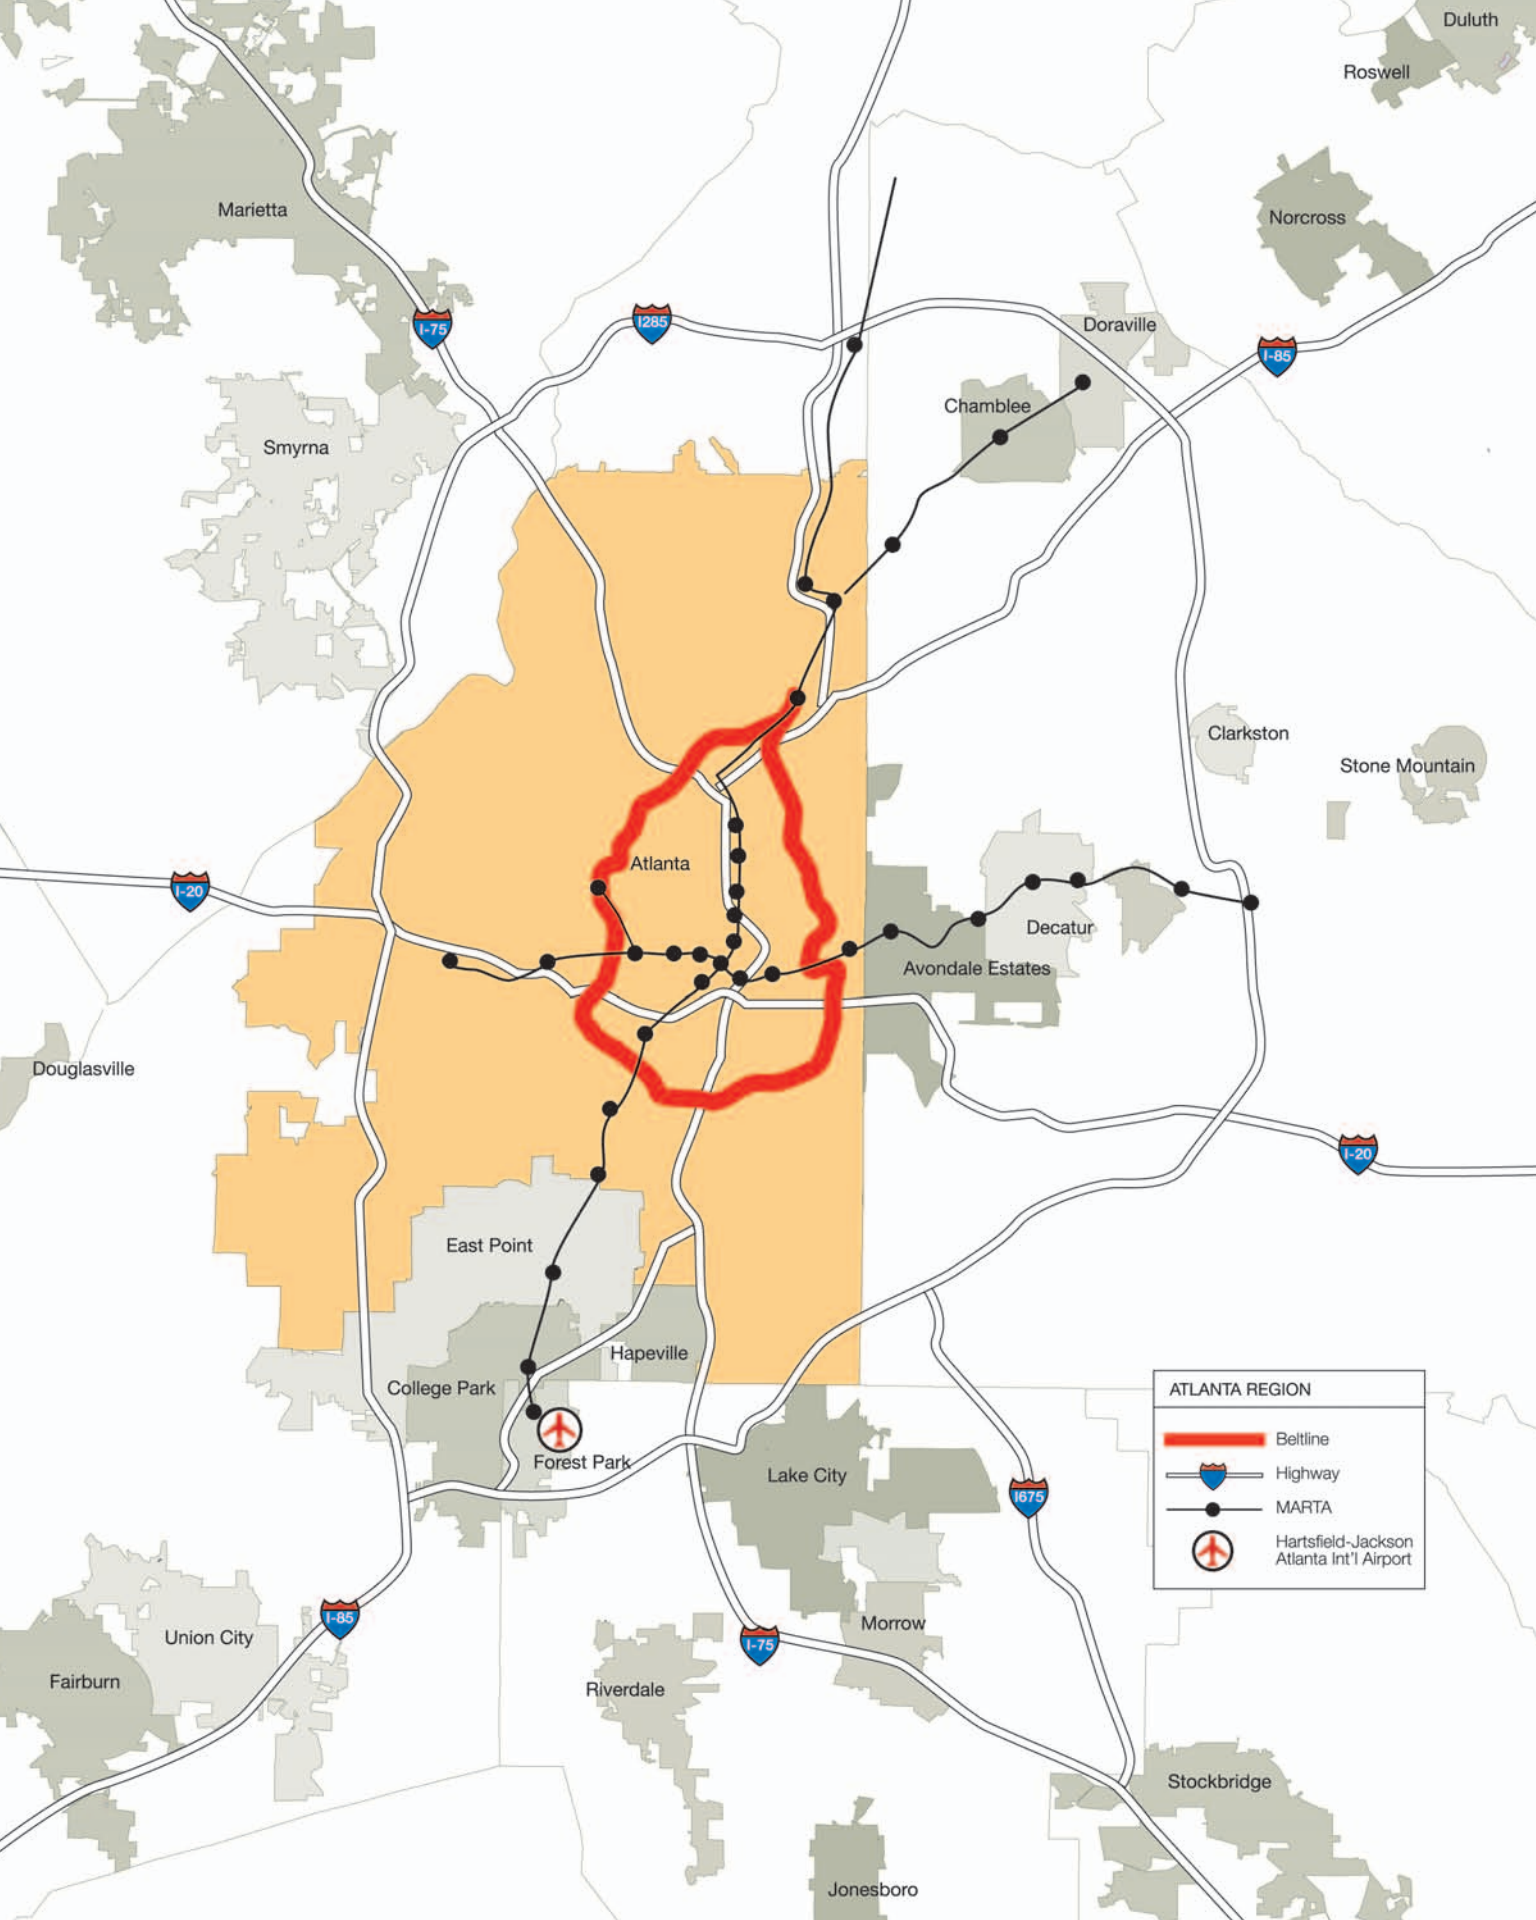 Duluth
Roswell
Marietta
Norcross
I-75
I285
Doraville
I-85
Chamblee
Smyrna
Clarkston
Stone Mountain
Atlanta
I-20
Decatur
Avondale Estates
Douglasville
I-20
East Point
Hapeville
College Park
Forest Park
Lake City
I675
ATLANTA REGION
Beltline
Highway
MARTA
Hartsfield-Jackson
Atlanta Int'l Airport
I-85
Union City
I-75
Morrow
Fairburn
Riverdale
Stockbridge
Jonesboro